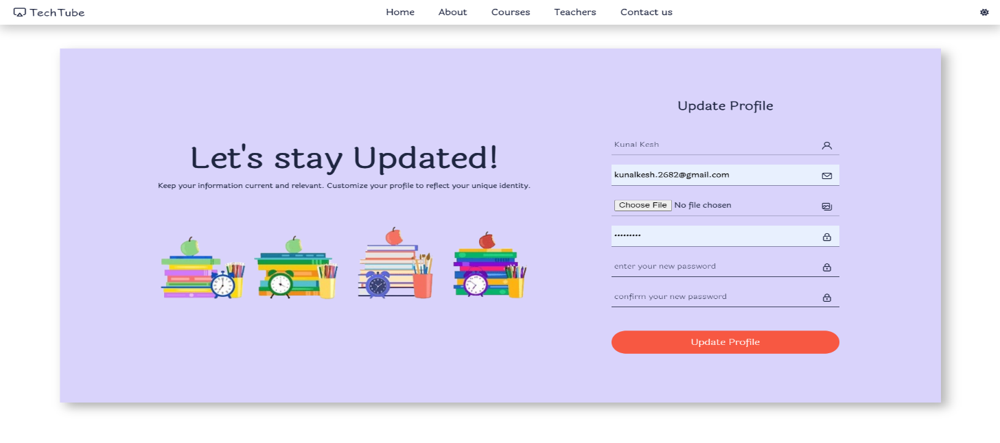 TechTube Home About Courses Teachers Contact us
Let's stay Updated!
Keep your information current and relevant. Customize your profile to reflect your unique identity.
Update Profile
Kunal Kesh
kunalkesh.2682@gmail.com
Choose File No file chosen
•••••••••
enter your new password
confirm your new password
Update Profile